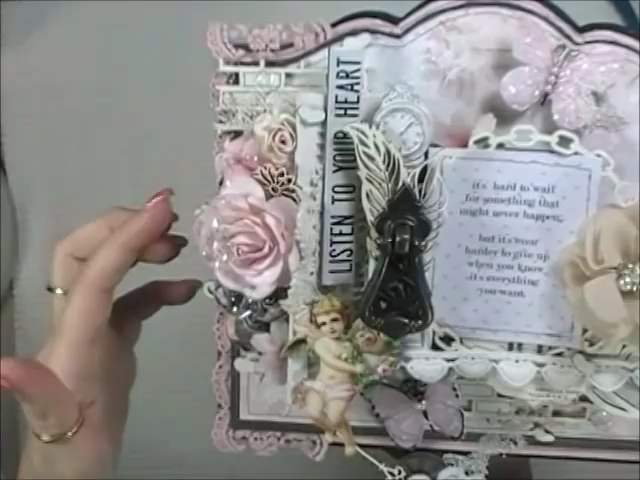 LISTEN TO YOUR HEART
it's hard to wait
for something that
might never happen,
but it's even
harder to give up
when you know
it's everything
you want.